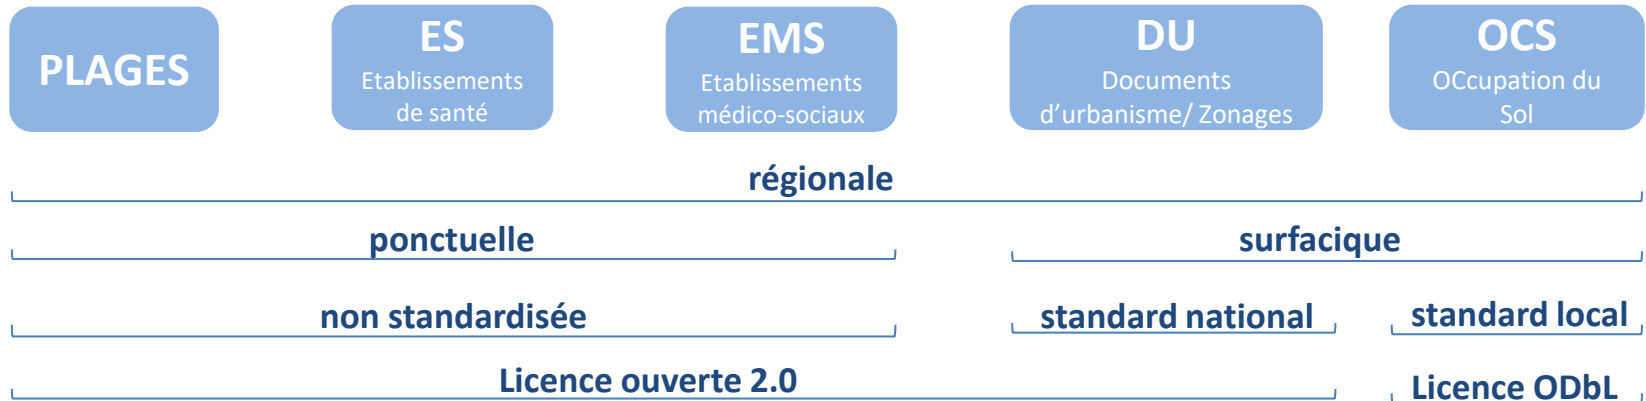 PLAGES
ES
Etablissements
de santé
EMS
Etablissements
médico-sociaux
DU
Documents
d'urbanisme/ Zonages
OCS
OCcupation du
Sol
régionale
ponctuelle
surfacique
non standardisée
standard national
standard local
Licence ouverte 2.0
Licence ODbL